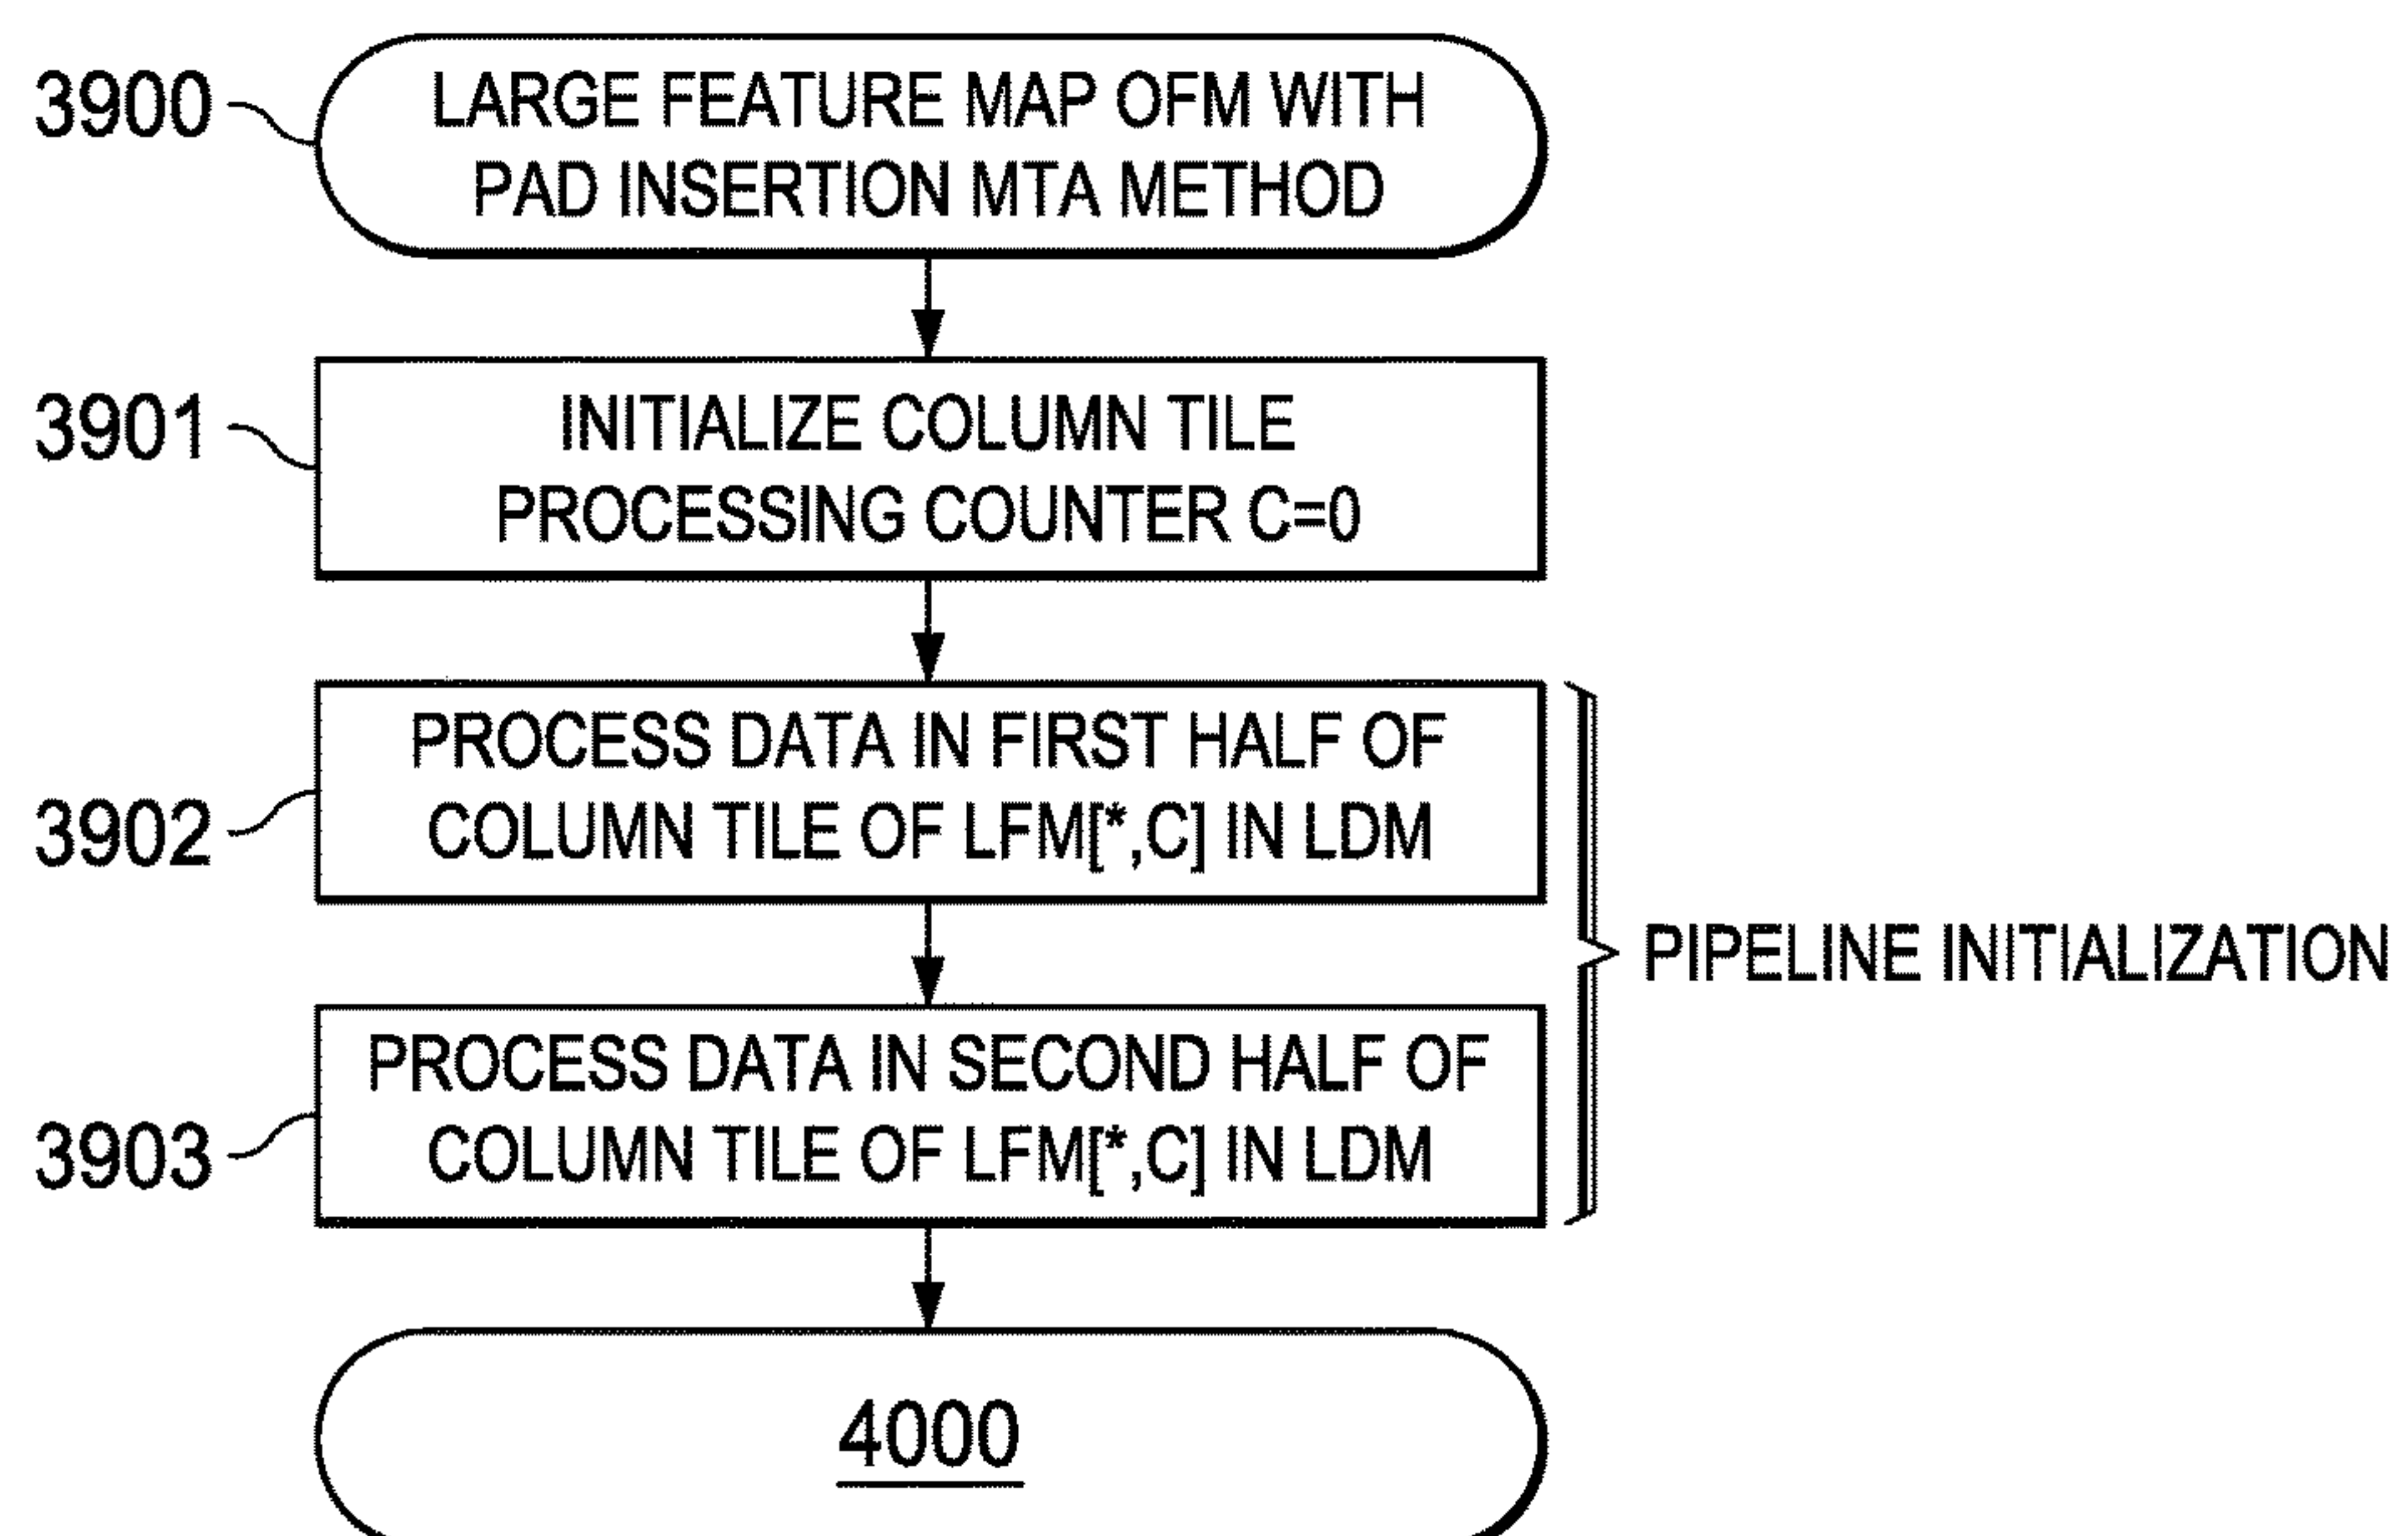 3900
LARGE FEATURE MAP OFM WITH
PAD INSERTION MTA METHOD
3901
INITIALIZE COLUMN TILE
PROCESSING COUNTER C=0
3902
PROCESS DATA IN FIRST HALF OF
COLUMN TILE OF LFM[*,C] IN LDM
PIPELINE INITIALIZATION
3903
PROCESS DATA IN SECOND HALF OF
COLUMN TILE OF LFM[*,C] IN LDM
4000